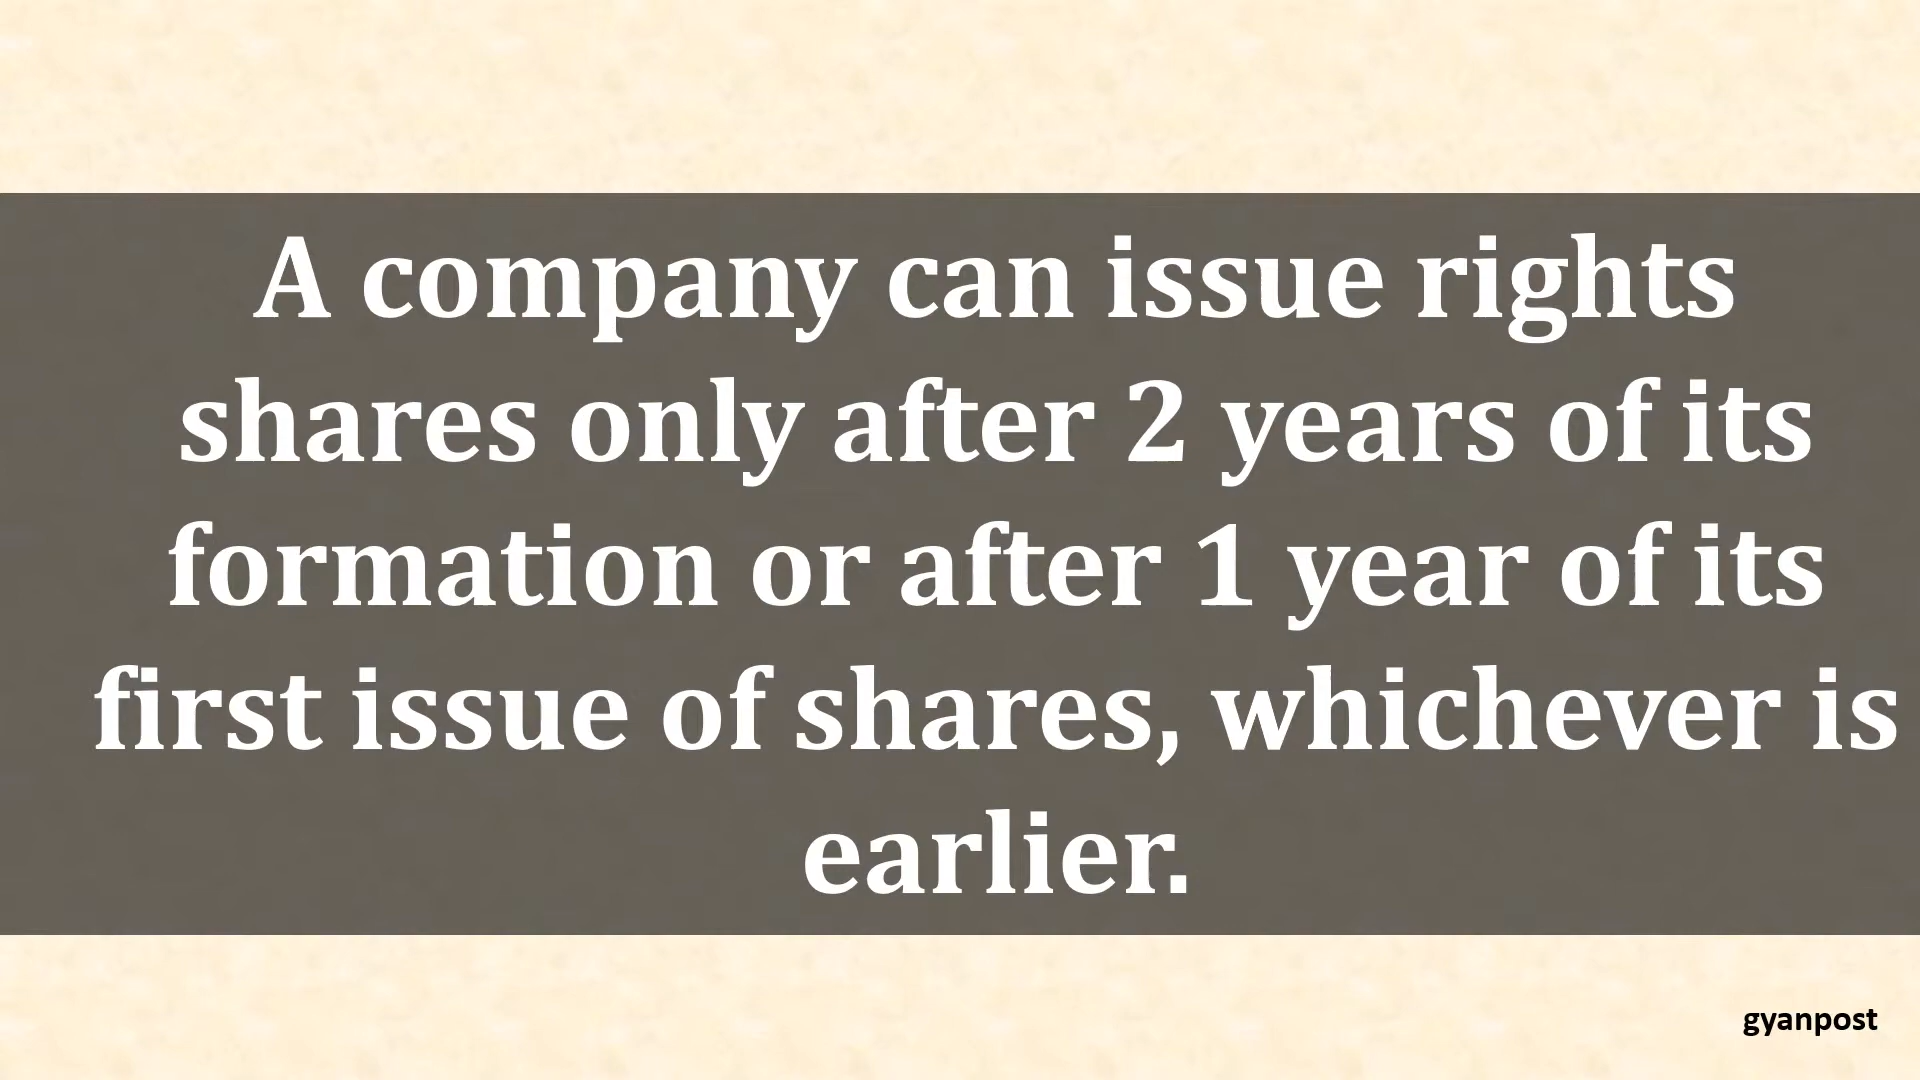 A company can issue rights
shares only after 2 years of its
formation or after 1 year of its
first issue of shares, whichever is
earlier.
gyanpost